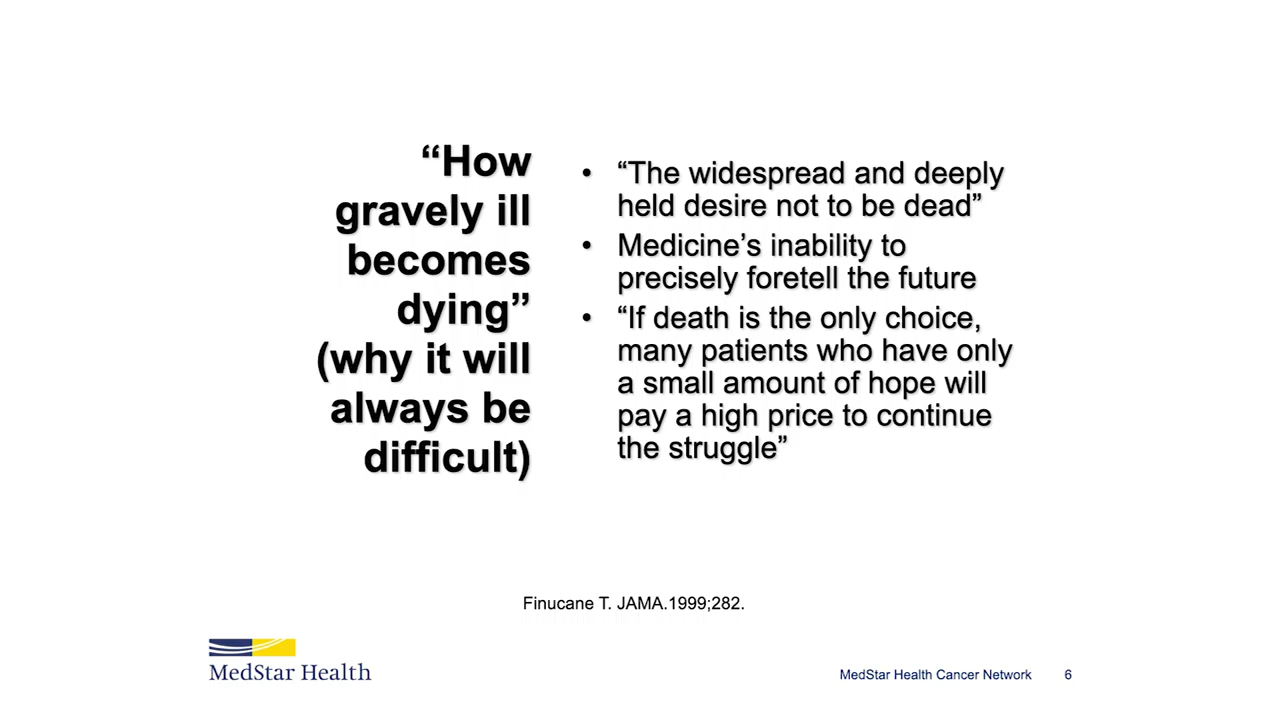 “How
gravely ill
becomes
dying”
(why it will
always be
difficult)
• “The widespread and deeply
held desire not to be dead”
• Medicine’s inability to
precisely foretell the future
• “If death is the only choice,
many patients who have only
a small amount of hope will
pay a high price to continue
the struggle”
Finucane T. JAMA.1999;282.
MedStar Health
MedStar Health Cancer Network 6